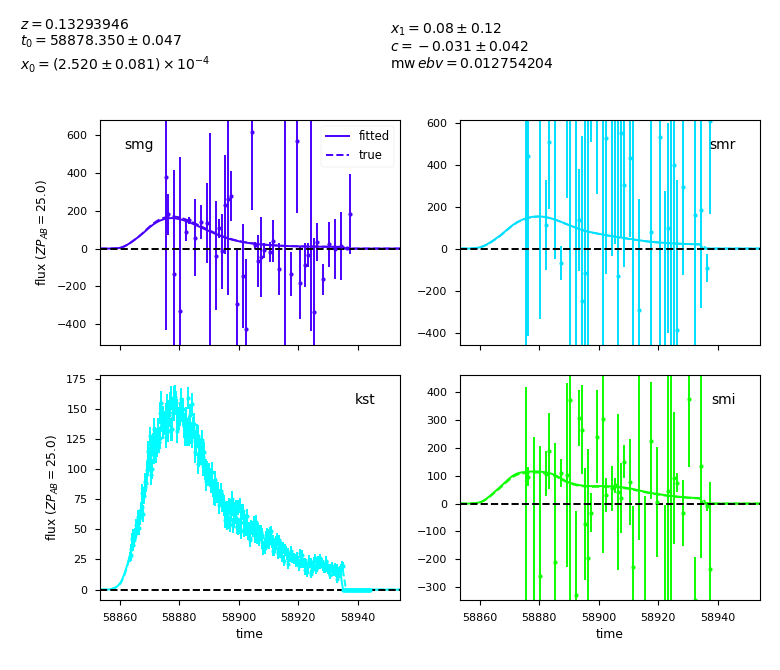 z = 0.13293946
t₀ = 58878.350 ± 0.047
x₀ = (2.520 ± 0.081) × 10⁻⁴
x₁ = 0.08 ± 0.12
c = −0.031 ± 0.042
mw ebv = 0.012754204
smg
fitted
true
600
400
200
0
−200
−400
flux (ZP_AB = 25.0)
smr
600
400
200
0
−200
−400
kst
175
150
125
100
75
50
25
0
flux (ZP_AB = 25.0)
58860 58880 58900 58920 58940
time
smi
400
300
200
100
0
−100
−200
−300
58860 58880 58900 58920 58940
time